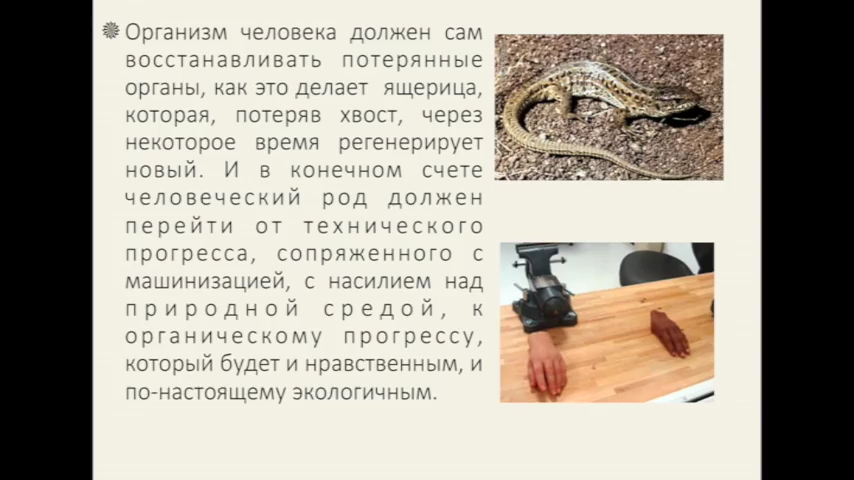 Организм человека должен сам
восстанавливать потерянные
органы, как это делает ящерица,
которая, потеряв хвост, через
некоторое время регенерирует
новый. И в конечном счете
человеческий род должен
перейти от технического
прогресса, сопряженного с
машинизацией, с насилием над
природной средой, к
органическому прогрессу,
который будет и нравственным, и
по-настоящему экологичным.